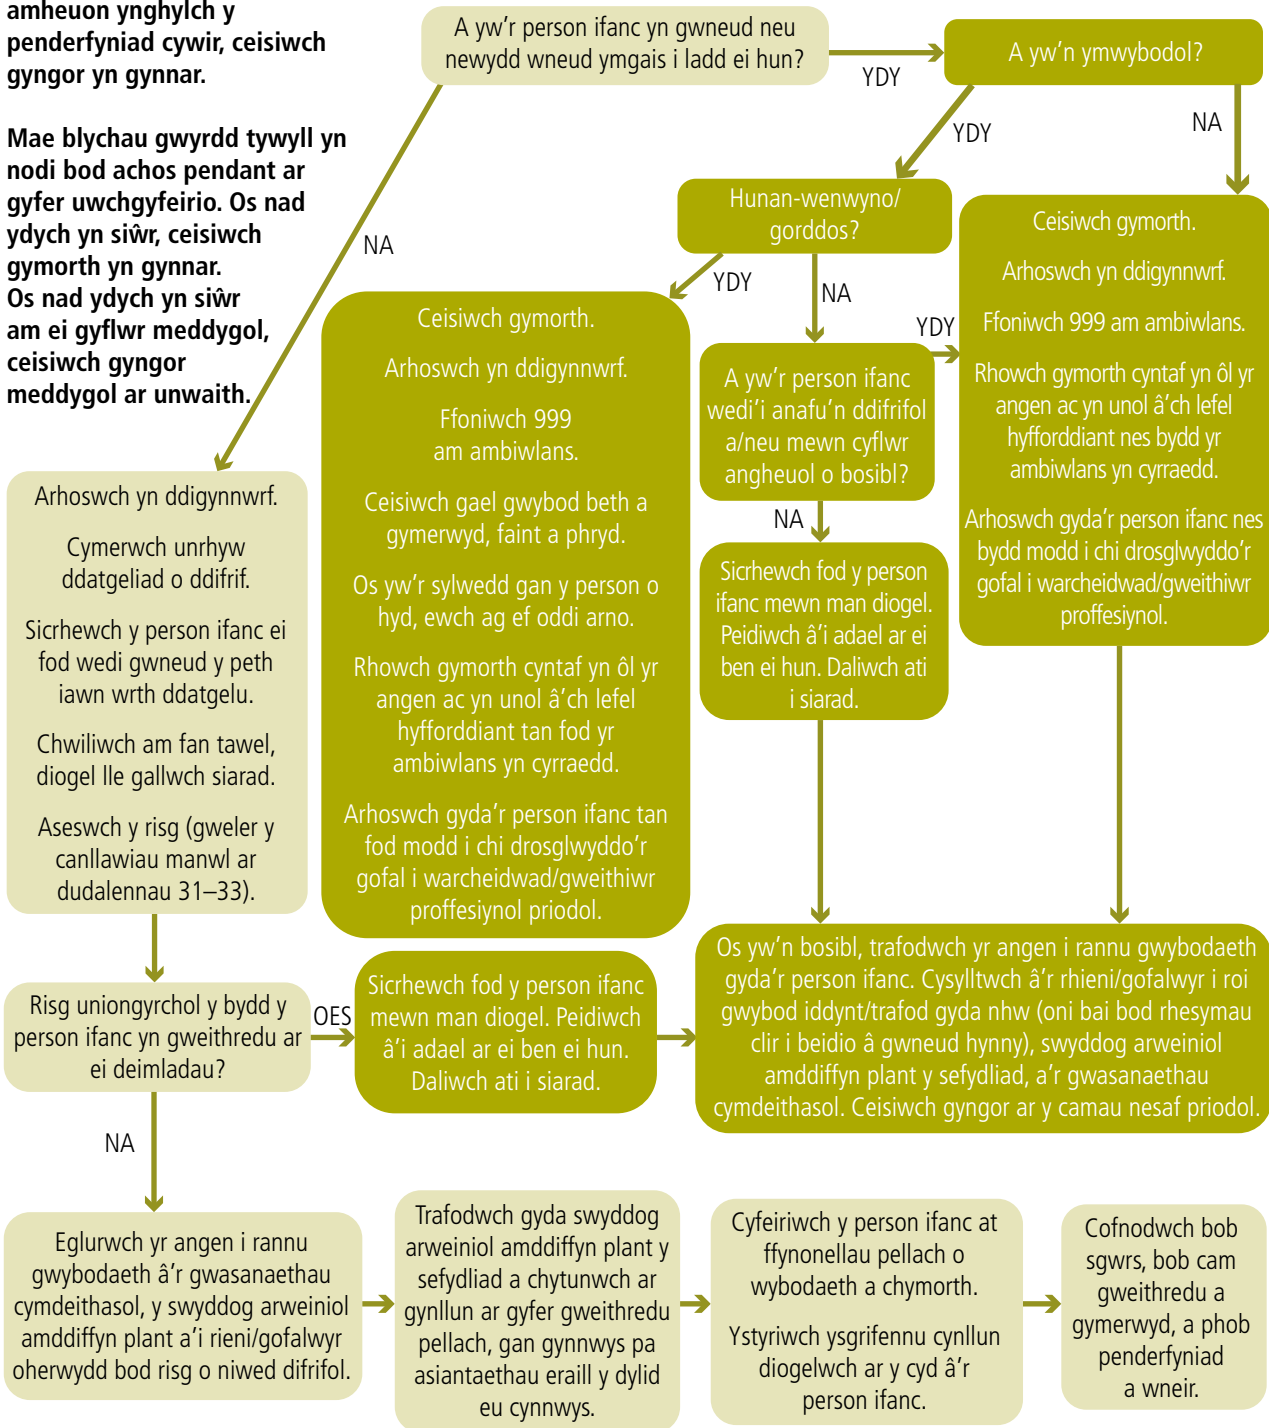 amheuon ynghylch y
penderfyniad cywir, ceisiwch
gyngor yn gynnar.
Mae blychau gwyrdd tywyll yn
nodi bod achos pendant ar
gyfer uwchgyfeirio. Os nad
ydych yn siŵr, ceisiwch
gymorth yn gynnar.
Os nad ydych yn siŵr
am ei gyflwr meddygol,
ceisiwch gyngor
meddygol ar unwaith.
A yw'r person ifanc yn gwneud neu
newydd wneud ymgais i ladd ei hun?
YDY
A yw'n ymwybodol?
YDY
NA
NA
Hunan-wenwyno/
gorddos?
YDY
NA
Ceisiwch gymorth.
Arhoswch yn ddigynnwrf.
Ffoniwch 999 am ambiwlans.
Rhowch gymorth cyntaf yn ôl yr
angen ac yn unol â'ch lefel
hyfforddiant nes bydd yr
ambiwlans yn cyrraedd.
Arhoswch gyda'r person ifanc nes
bydd modd i chi drosglwyddo'r
gofal i warcheidwad/gweithiwr
proffesiynol.
Ceisiwch gymorth.
Arhoswch yn ddigynnwrf.
Ffoniwch 999
am ambiwlans.
Ceisiwch gael gwybod beth a
gymerwyd, faint a phryd.
Os yw'r sylwedd gan y person o
hyd, ewch ag ef oddi arno.
Rhowch gymorth cyntaf yn ôl yr
angen ac yn unol â'ch lefel
hyfforddiant tan fod yr
ambiwlans yn cyrraedd.
Arhoswch gyda'r person ifanc tan
fod modd i chi drosglwyddo'r
gofal i warcheidwad/gweithiwr
proffesiynol priodol.
A yw'r person ifanc
wedi'i anafu'n ddifrifol
a/neu mewn cyflwr
angheuol o bosibl?
YDY
NA
Sicrhewch fod y person
ifanc mewn man diogel.
Peidiwch â'i adael ar ei
ben ei hun. Daliwch ati
i siarad.
Arhoswch yn ddigynnwrf.
Cymerwch unrhyw
ddatgeliad o ddifrif.
Sicrhewch y person ifanc ei
fod wedi gwneud y peth
iawn wrth ddatgelu.
Chwiliwch am fan tawel,
diogel lle gallwch siarad.
Aseswch y risg (gweler y
canllawiau manwl ar
dudalennau 31–33).
Risg uniongyrchol y bydd y
person ifanc yn gweithredu ar
ei deimladau?
OES
Sicrhewch fod y person ifanc
mewn man diogel. Peidiwch
â'i adael ar ei ben ei hun.
Daliwch ati i siarad.
Os yw'n bosibl, trafodwch yr angen i rannu gwybodaeth
gyda'r person ifanc. Cysylltwch â'r rhieni/gofalwyr i roi
gwybod iddynt/trafod gyda nhw (oni bai bod rhesymau
clir i beidio â gwneud hynny), swyddog arweiniol
amddiffyn plant y sefydliad, a'r gwasanaethau
cymdeithasol. Ceisiwch gyngor ar y camau nesaf priodol.
NA
Eglurwch yr angen i rannu
gwybodaeth â'r gwasanaethau
cymdeithasol, y swyddog arweiniol
amddiffyn plant a'i rieni/gofalwyr
oherwydd bod risg o niwed difrifol.
Trafodwch gyda swyddog
arweiniol amddiffyn plant y
sefydliad a chytunwch ar
gynllun ar gyfer gweithredu
pellach, gan gynnwys pa
asiantaethau eraill y dylid
eu cynnwys.
Cyfeiriwch y person ifanc at
ffynonellau pellach o
wybodaeth a chymorth.
Ystyriwch ysgrifennu cynllun
diogelwch ar y cyd â'r
person ifanc.
Cofnodwch bob
sgwrs, bob cam
gweithredu a
gymerwyd, a phob
penderfyniad
a wneir.